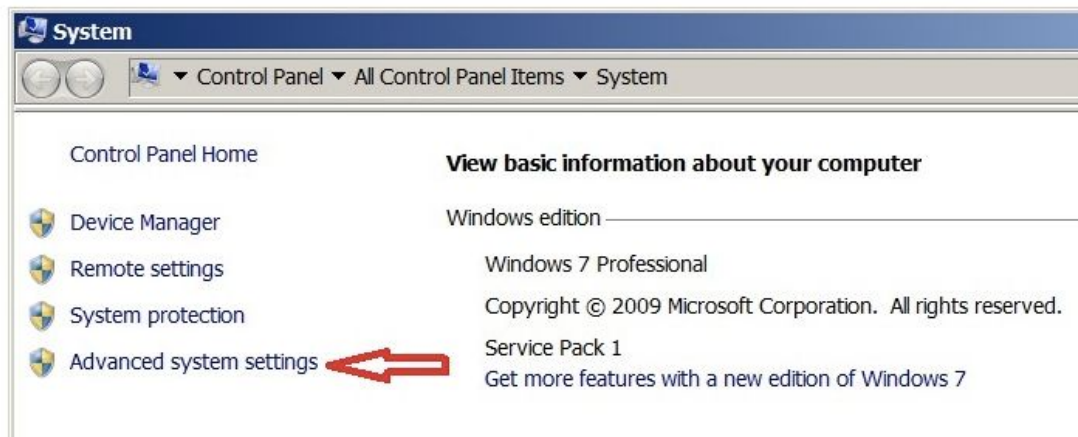 System
Control Panel All Control Panel Items System
Control Panel Home
Device Manager
Remote settings
System protection
Advanced system settings
View basic information about your computer
Windows edition
Windows 7 Professional
Copyright © 2009 Microsoft Corporation. All rights reserved.
Service Pack 1
Get more features with a new edition of Windows 7